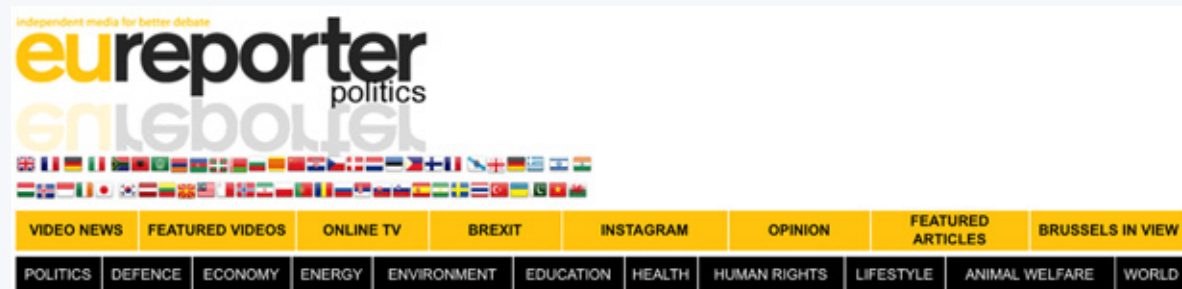 independent media for better debate
eureporter
politics
VIDEO NEWS FEATURED VIDEOS ONLINE TV BREXIT INSTAGRAM OPINION FEATURED ARTICLES BRUSSELS IN VIEW
POLITICS DEFENCE ECONOMY ENERGY ENVIRONMENT EDUCATION HEALTH HUMAN RIGHTS LIFESTYLE ANIMAL WELFARE WORLD